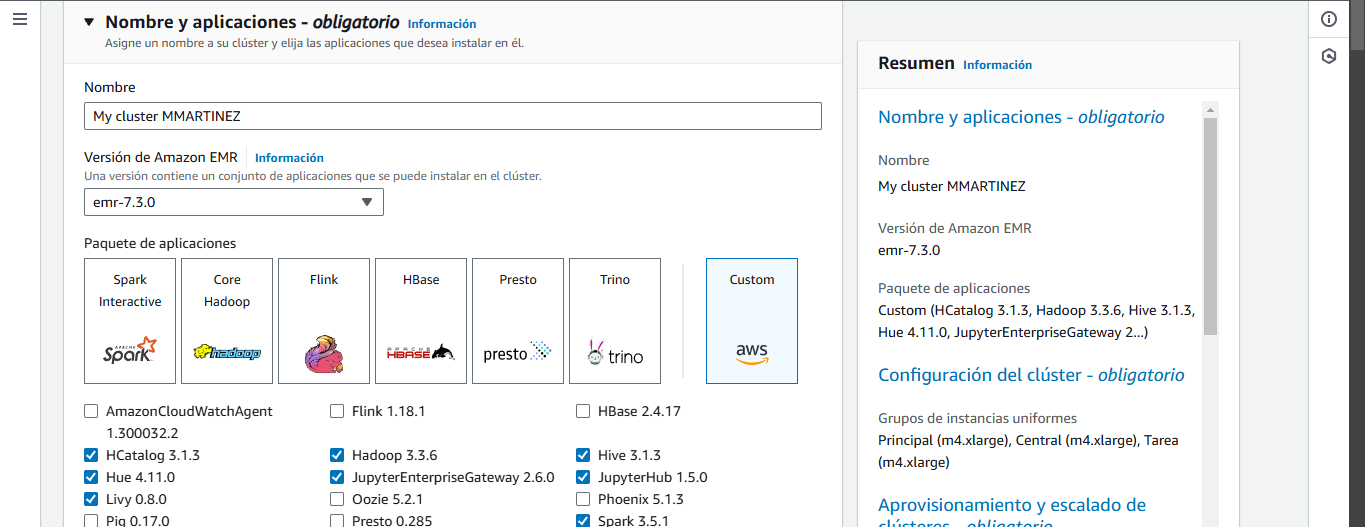 Nombre y aplicaciones - obligatorio Información
Asigne un nombre a su clúster y elija las aplicaciones que desea instalar en él.
Nombre
My cluster MMARTINEZ
Versión de Amazon EMR Información
Una versión contiene un conjunto de aplicaciones que se puede instalar en el clúster.
emr-7.3.0
Paquete de aplicaciones
Spark Interactive
APACHE Spark
Core Hadoop
hadoop
Flink
HBase
APACHE HBASE
Presto
presto
Trino
trino
Custom
aws
AmazonCloudWatchAgent 1.300032.2
Flink 1.18.1
HBase 2.4.17
HCatalog 3.1.3
Hadoop 3.3.6
Hive 3.1.3
Hue 4.11.0
JupyterEnterpriseGateway 2.6.0
JupyterHub 1.5.0
Livy 0.8.0
Oozie 5.2.1
Phoenix 5.1.3
Pig 0.17.0
Presto 0.285
Spark 3.5.1
Resumen Información
Nombre y aplicaciones - obligatorio
Nombre
My cluster MMARTINEZ
Versión de Amazon EMR
emr-7.3.0
Paquete de aplicaciones
Custom (HCatalog 3.1.3, Hadoop 3.3.6, Hive 3.1.3,
Hue 4.11.0, JupyterEnterpriseGateway 2...)
Configuración del clúster - obligatorio
Grupos de instancias uniformes
Principal (m4.xlarge), Central (m4.xlarge), Tarea
(m4.xlarge)
Aprovisionamiento y escalado de
clústeres - obligatorio